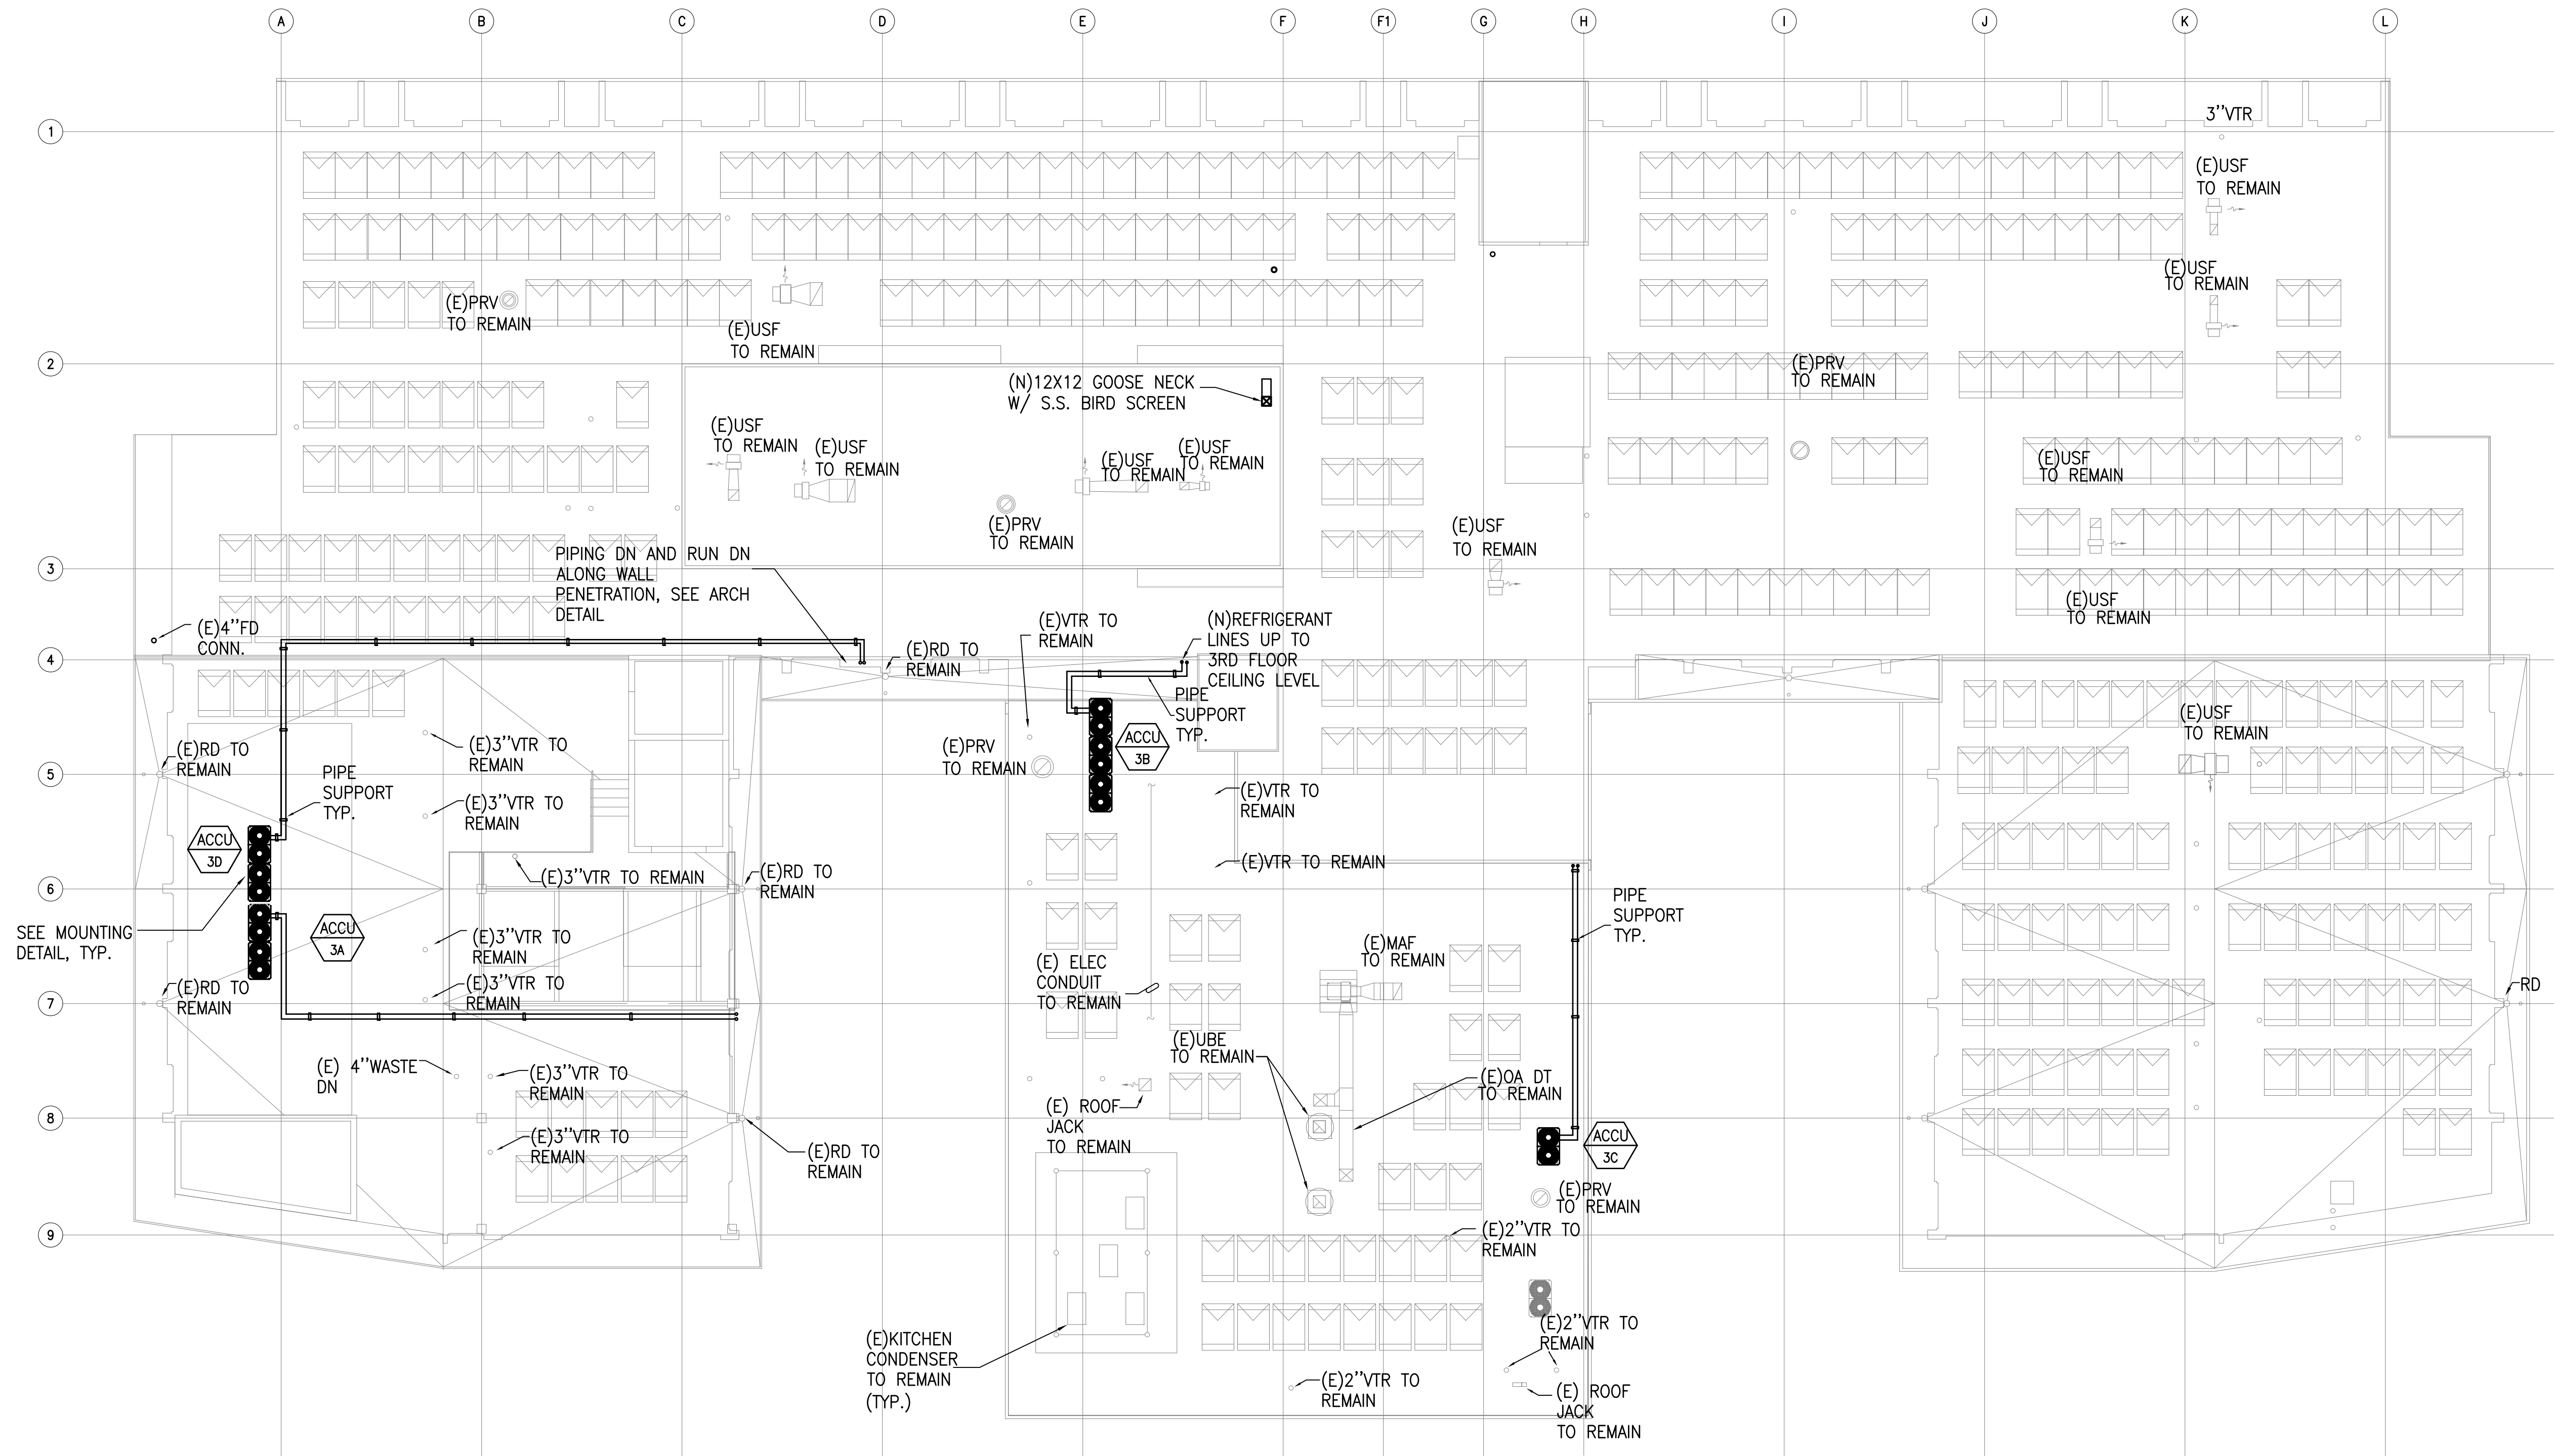 A B C D E F F1 G H I J K L
1
3''VTR
(E)USF
TO REMAIN
(E)USF
TO REMAIN
(E)PRV
TO REMAIN
(E)USF
TO REMAIN
2
(E)PRV
TO REMAIN
(N)12X12 GOOSE NECK
W/ S.S. BIRD SCREEN
(E)USF
TO REMAIN
(E)USF
TO REMAIN
(E)USF
TO REMAIN
(E)USF
TO REMAIN
(E)USF
TO REMAIN
(E)PRV
TO REMAIN
(E)USF
TO REMAIN
3
PIPING DN AND RUN DN
ALONG WALL
PENETRATION, SEE ARCH
DETAIL
(E)USF
TO REMAIN
(E)4''FD
CONN.
(E)VTR TO
REMAIN
(N)REFRIGERANT
LINES UP TO
3RD FLOOR
CEILING LEVEL
4
(E)RD TO
REMAIN
PIPE
SUPPORT
TYP.
(E)USF
TO REMAIN
(E)RD TO
REMAIN
(E)3''VTR TO
REMAIN
(E)PRV
TO REMAIN
ACCU
3B
5
PIPE
SUPPORT
TYP.
(E)3''VTR TO
REMAIN
(E)VTR TO
REMAIN
ACCU
3D
(E)3''VTR TO REMAIN
(E)RD TO
REMAIN
(E)VTR TO REMAIN
6
SEE MOUNTING
DETAIL, TYP.
ACCU
3A
(E)3''VTR TO
REMAIN
PIPE
SUPPORT
TYP.
(E)MAF
TO REMAIN
(E) ELEC
CONDUIT
TO REMAIN
(E)RD TO
REMAIN
(E)3''VTR TO
REMAIN
RD
7
(E)UBE
TO REMAIN
(E) 4''WASTE
DN
(E)3''VTR TO
REMAIN
(E)OA DT
TO REMAIN
(E) ROOF
JACK
TO REMAIN
8
(E)3''VTR TO
REMAIN
(E)RD TO
REMAIN
ACCU
3C
(E)PRV
TO REMAIN
9
(E)2''VTR TO
REMAIN
(E)KITCHEN
CONDENSER
TO REMAIN
(TYP.)
(E)2''VTR TO
REMAIN
(E)2''VTR TO
REMAIN
(E) ROOF
JACK
TO REMAIN